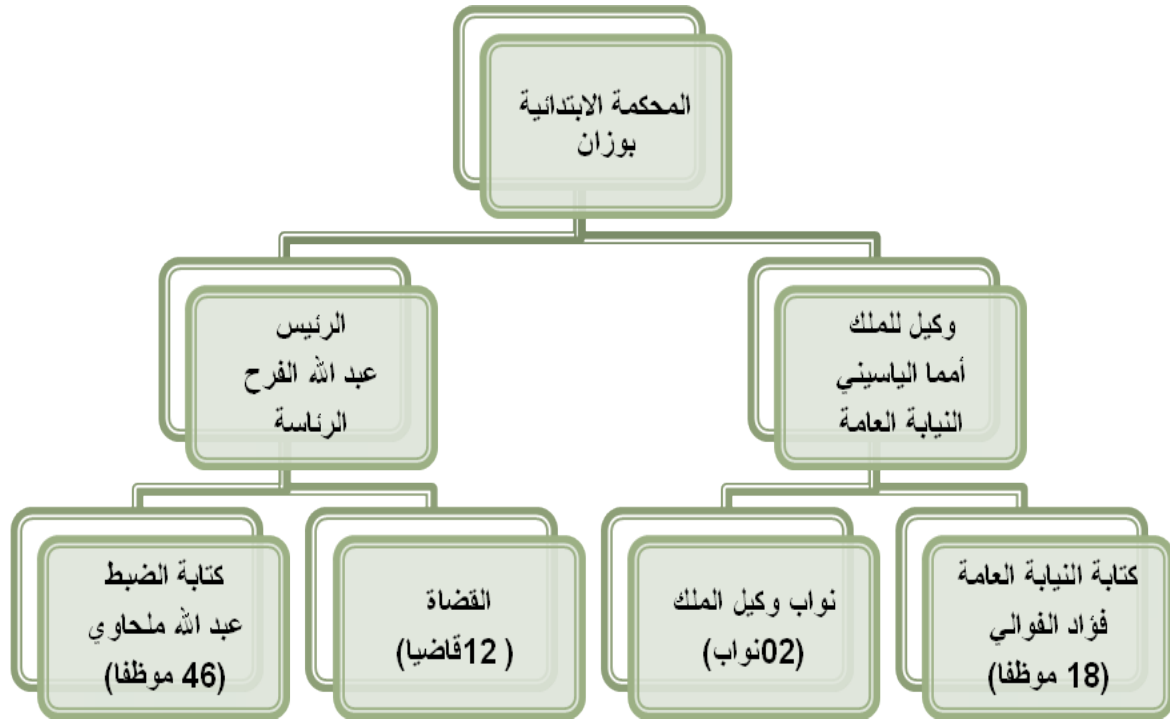 المحكمة الابتدائية
بوزان
وكيل للملك
أمما الياسيني
النيابة العامة
الرئيس
عبد الله الفرح
الرئاسة
كتابة النيابة العامة
فؤاد الفوالي
(18 موظفا)
نواب وكيل الملك
(02نواب)
القضاة
( 12قاضيا)
كتابة الضبط
عبد الله ملحاوي
(46 موظفا)